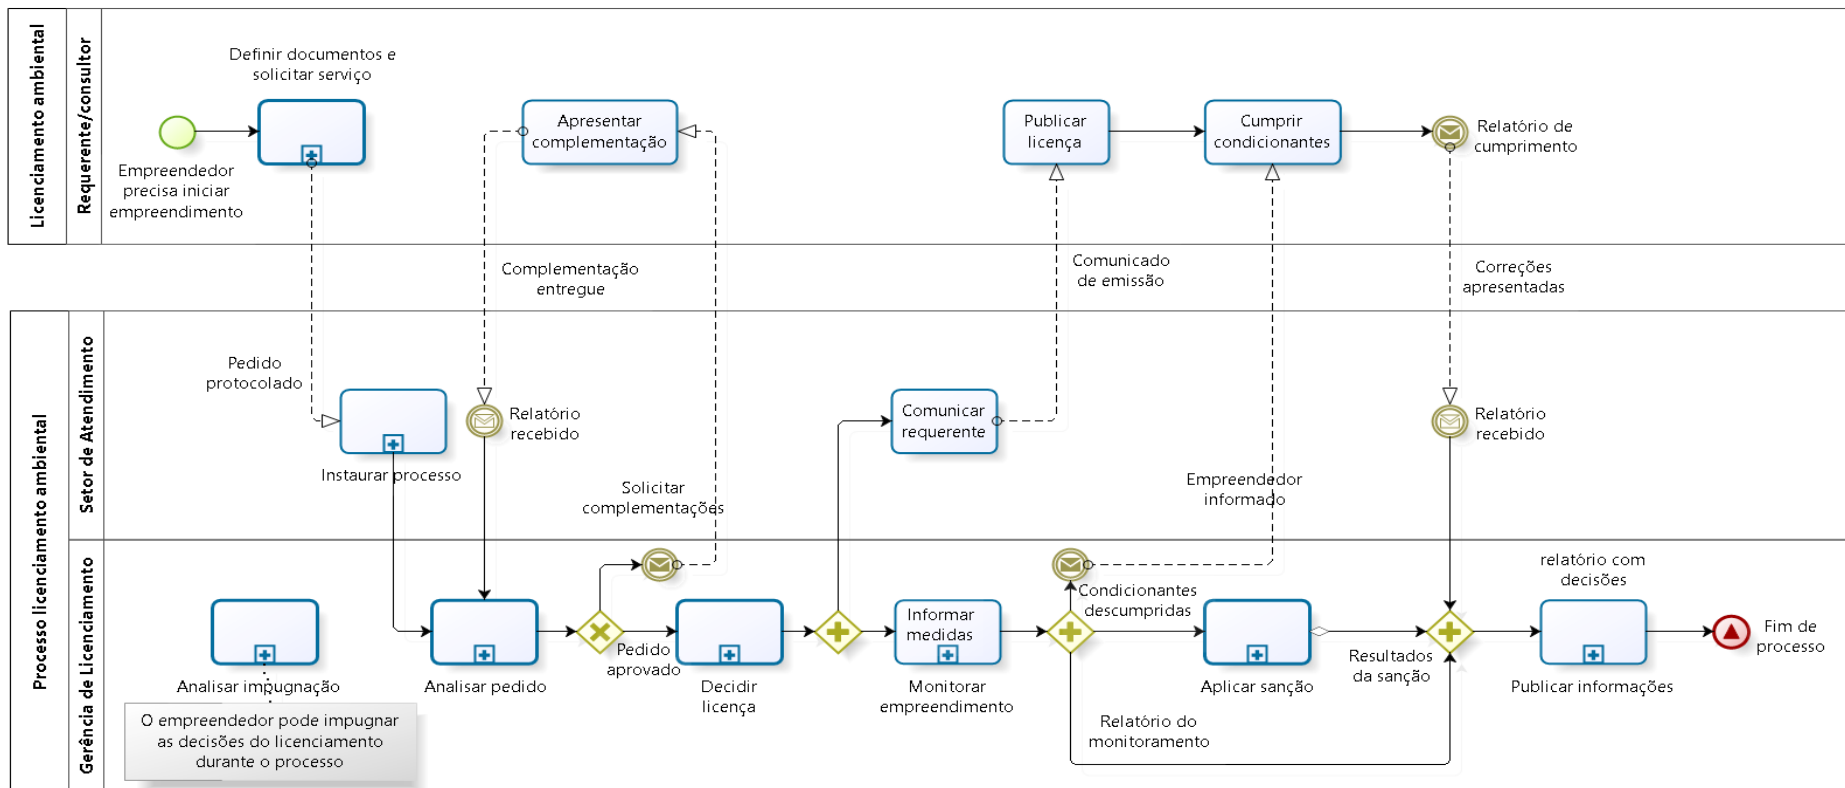 Licenciamento ambiental
Requerente/consultor
Definir documentos e
solicitar serviço
Empreendedor
precisa iniciar
empreendimento
Apresentar
complementação
Publicar
licença
Cumprir
condicionantes
Relatório de
cumprimento
Complementação
entregue
Comunicado
de emissão
Correções
apresentadas
Processo licenciamento ambiental
Setor de Atendimento
Pedido
protocolado
Instaurar processo
Relatório
recebido
Solicitar
complementações
Comunicar
requerente
Empreendedor
informado
Relatório
recebido
Gerência de Licenciamento
Analisar impugnação
O empreendedor pode impugnar
as decisões do licenciamento
durante o processo
Analisar pedido
Pedido
aprovado
Decidir
licença
Informar
medidas
Monitorar
empreendimento
Condicionantes
descumpridas
Aplicar sanção
Relatório do
monitoramento
Resultados
da sanção
relatório com
decisões
Publicar informações
Fim de
processo